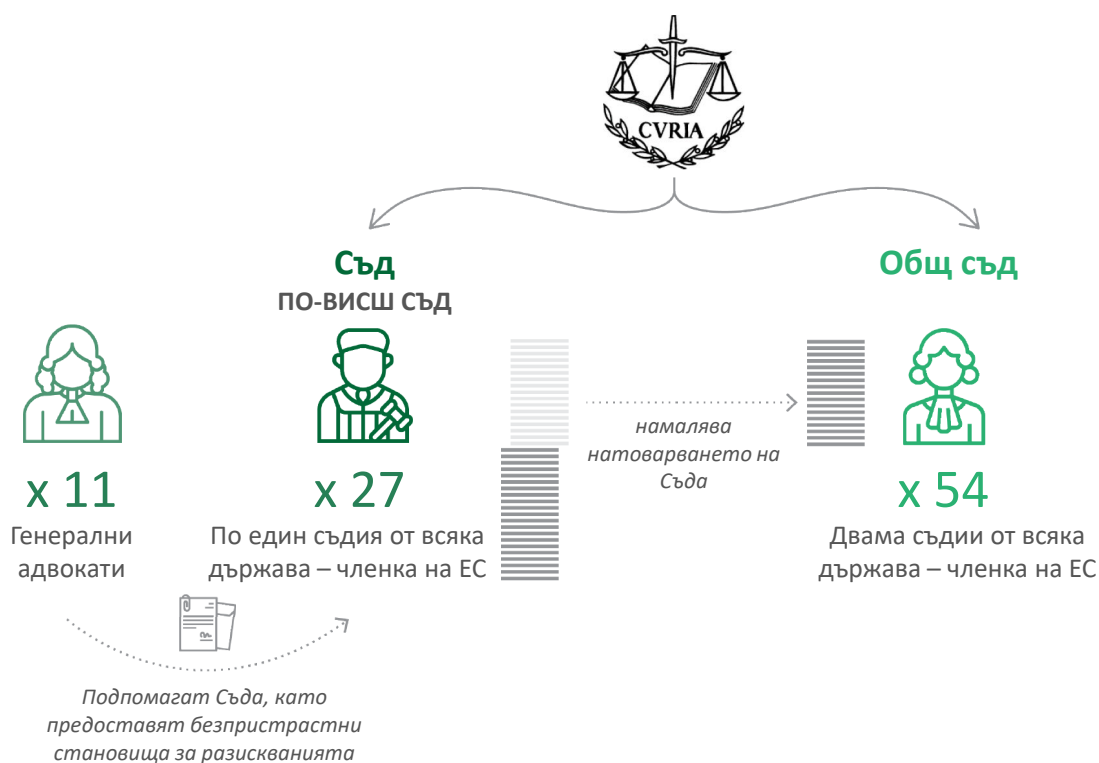 CVRIA
Съд
ПО-ВИСШ СЪД
Общ съд
x 11
Генерални
адвокати
x 27
По един съдия от всяка
държава – членка на ЕС
намалява
натоварването на
Съда
x 54
Двама съдии от всяка
държава – членка на ЕС
Подпомагат Съда, като
предоставят безпристрастни
становища за разискванията